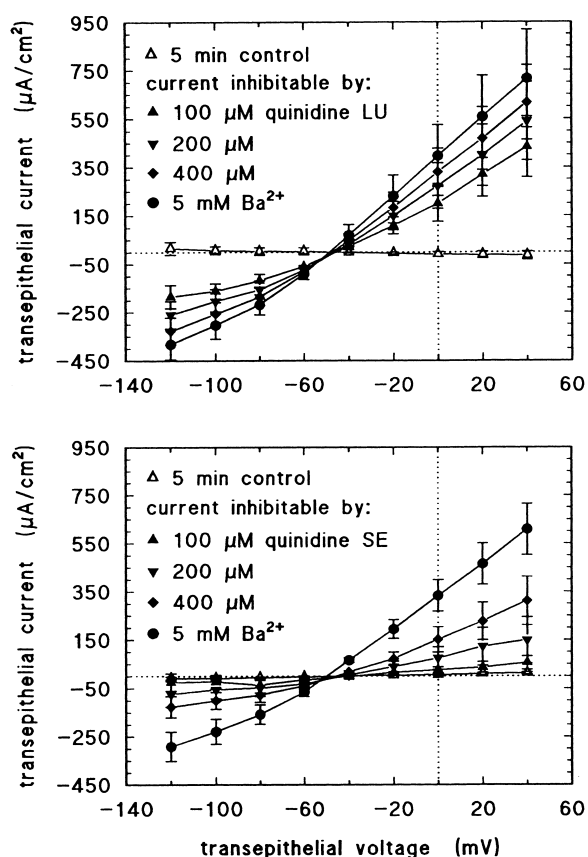 950
750
550
350
150
-50
-250
-450
transepithelial current (µA/cm²)
△ 5 min control
current inhibitable by:
▲ 100 µM quinidine LU
▼ 200 µM
◆ 400 µM
● 5 mM Ba²⁺
-140 -100 -60 -20 20 60
950
750
550
350
150
-50
-250
-450
transepithelial current (µA/cm²)
△ 5 min control
current inhibitable by:
▲ 100 µM quinidine SE
▼ 200 µM
◆ 400 µM
● 5 mM Ba²⁺
-140 -100 -60 -20 20 60
transepithelial voltage (mV)